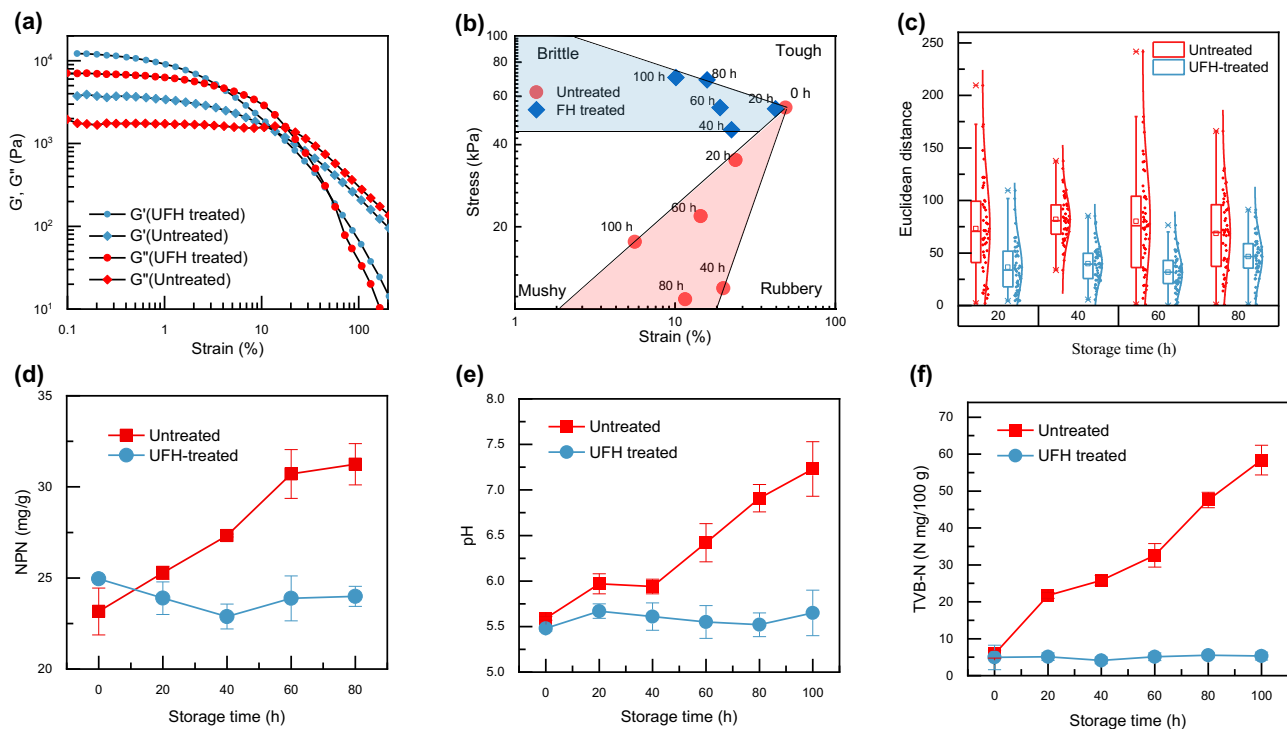 (a)
10⁴
10³
10²
10¹
G', G" (Pa)
G'(UFH treated)
G'(Untreated)
G"(UFH treated)
G"(Untreated)
0.1
1
10
100
Strain (%)
(b)
100
80
60
40
20
Stress (kPa)
Brittle
Tough
Untreated
FH treated
100 h
80 h
0 h
60 h
20 h
40 h
20 h
60 h
100 h
40 h
80 h
Mushy
Rubbery
1
10
100
Strain (%)
(c)
250
200
150
100
50
0
Euclidean distance
Untreated
UFH-treated
20
40
60
80
Storage time (h)
(d)
35
30
25
20
NPN (mg/g)
Untreated
UFH-treated
0
20
40
60
80
Storage time (h)
(e)
8.0
7.5
7.0
6.5
6.0
5.5
5.0
pH
Untreated
UFH treated
0
20
40
60
80
100
Storage time (h)
(f)
70
60
50
40
30
20
10
5
0
TVB-N (N mg/100 g)
Untreated
UFH treated
0
20
40
60
80
100
Storage time (h)